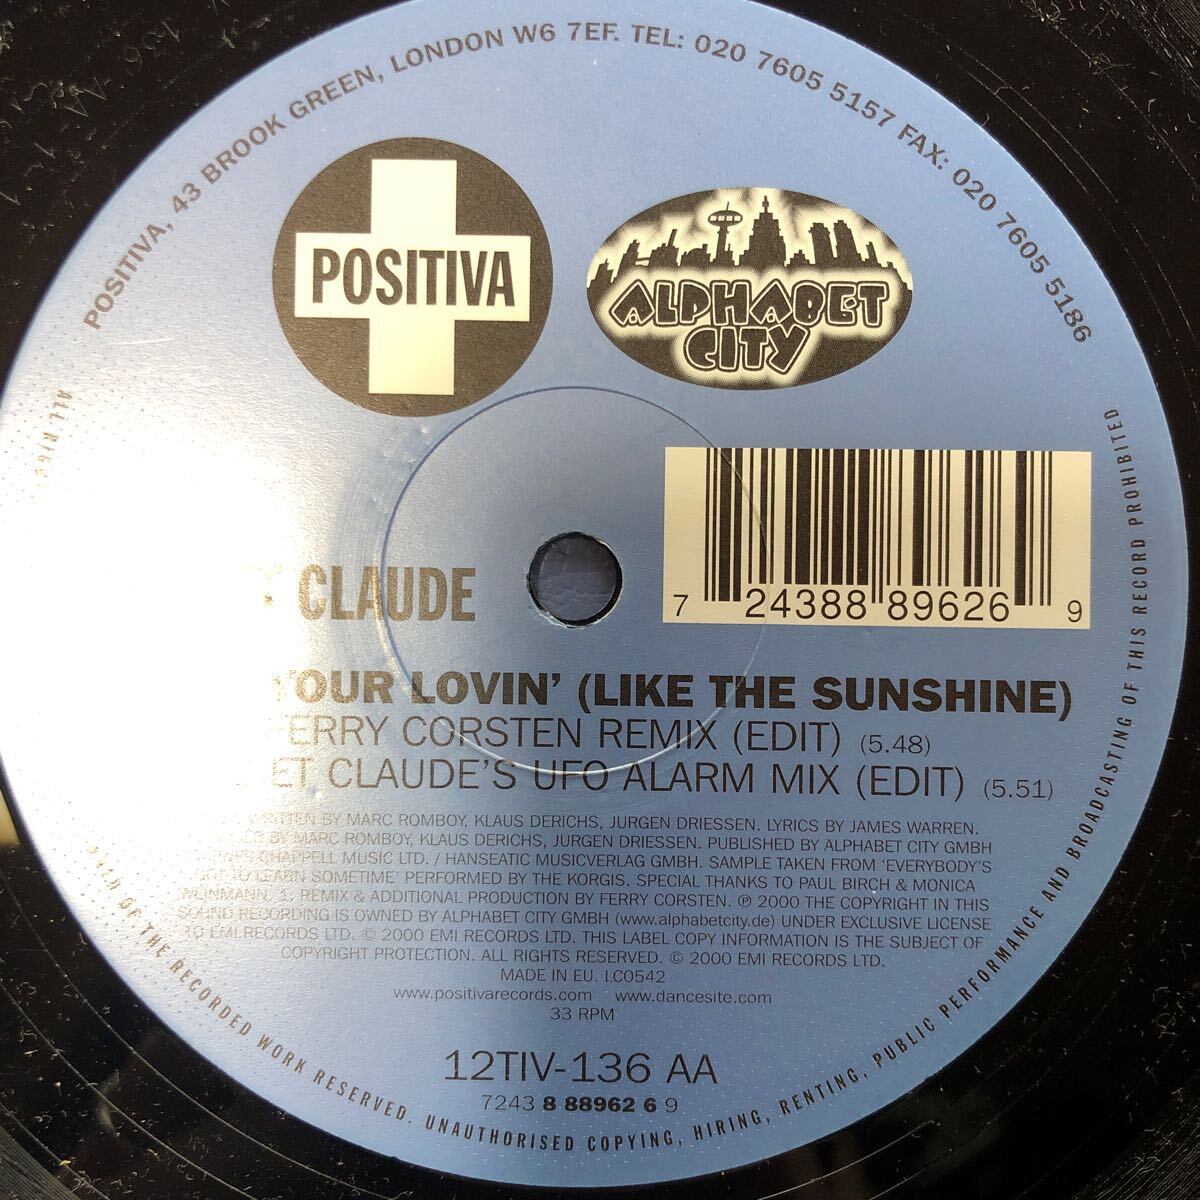 POSITIVA, 43 BROOK GREEN, LONDON W6 7EF. TEL: 020 7605 5157 FAX: 020 7605 5186
POSITIVA
ALPHABET
CITY
7 24388 89626 9
CLAUDE
YOUR LOVIN' (LIKE THE SUNSHINE)
FERRY CORSTEN REMIX (EDIT) (5.48)
ET CLAUDE'S UFO ALARM MIX (EDIT) (5.51)
WRITTEN BY MARC ROMBOY, KLAUS DERICHS, JURGEN DRIESSEN. LYRICS BY JAMES WARREN.
BY MARC ROMBOY, KLAUS DERICHS, JURGEN DRIESSEN. PUBLISHED BY ALPHABET CITY GMBH
CHAPPELL MUSIC LTD. / HANSEATIC MUSICVERLAG GMBH. SAMPLE TAKEN FROM 'EVERYBODY'S
GOT TO LEARN SOMETIME' PERFORMED BY THE KORGIS. SPECIAL THANKS TO PAUL BIRCH & MONICA
WEINMANN. 1. REMIX & ADDITIONAL PRODUCTION BY FERRY CORSTEN. ℗ 2000 THE COPYRIGHT IN THIS
SOUND RECORDING IS OWNED BY ALPHABET CITY GMBH (www.alphabetcity.de) UNDER EXCLUSIVE LICENSE
TO EMI RECORDS LTD. © 2000 EMI RECORDS LTD. THIS LABEL COPY INFORMATION IS THE SUBJECT OF
COPYRIGHT PROTECTION. ALL RIGHTS RESERVED. © 2000 EMI RECORDS LTD.
MADE IN EU. LC0542
www.positivarecords.com www.dancesite.com
33 RPM
12TIV-136 AA
7243 8 88962 6 9
ALL RIGH
OF THE RECORDED WORK RESERVED. UNAUTHORISED COPYING, HIRING, RENTING, PUBLIC PERFORMANCE AND BROADCASTING OF THIS RECORD PROHIBITED